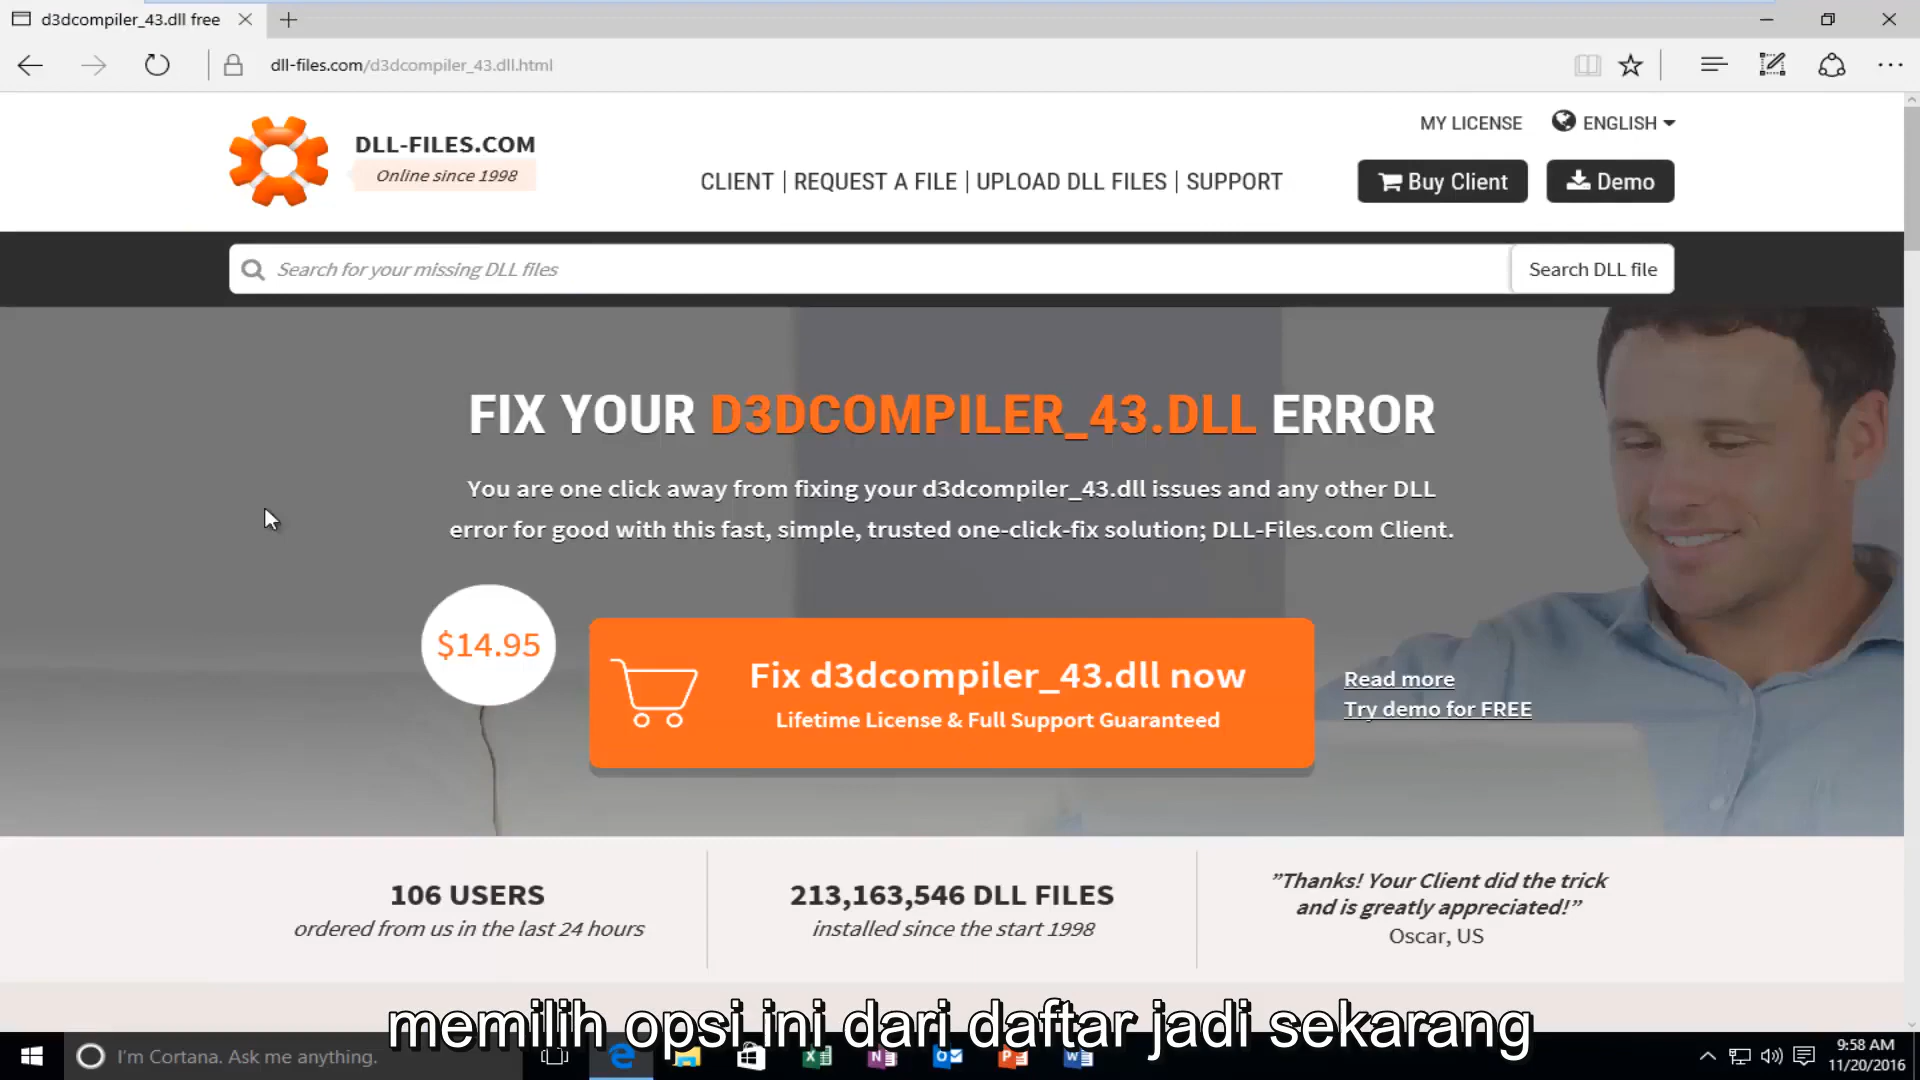 d3dcompiler_43.dll free
dll-files.com/d3dcompiler_43.dll.html
MY LICENSE
ENGLISH
DLL-FILES.COM
Online since 1998
CLIENT | REQUEST A FILE | UPLOAD DLL FILES | SUPPORT
Buy Client
Demo
Search for your missing DLL files
Search DLL file
FIX YOUR D3DCOMPILER_43.DLL ERROR
You are one click away from fixing your d3dcompiler_43.dll issues and any other DLL
error for good with this fast, simple, trusted one-click-fix solution; DLL-Files.com Client.
$14.95
Fix d3dcompiler_43.dll now
Lifetime License & Full Support Guaranteed
Read more
Try demo for FREE
106 USERS
ordered from us in the last 24 hours
213,163,546 DLL FILES
installed since the start 1998
”Thanks! Your Client did the trick
and is greatly appreciated!”
Oscar, US
memilih opsi ini dari daftar jadi sekarang
I'm Cortana. Ask me anything.
9:58 AM
11/20/2016